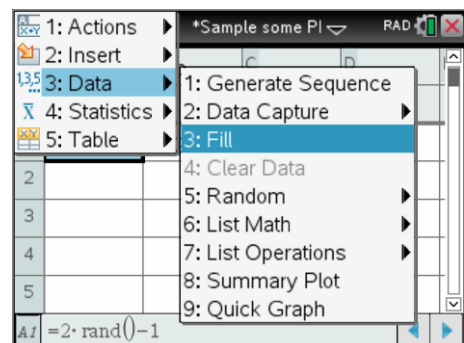 *Sample some PI
RAD
1: Actions
2: Insert
3: Data
4: Statistics
5: Table
C
D
1: Generate Sequence
2: Data Capture
3: Fill
4: Clear Data
5: Random
6: List Math
7: List Operations
8: Summary Plot
9: Quick Graph
2
3
4
5
A1 =2· rand()−1